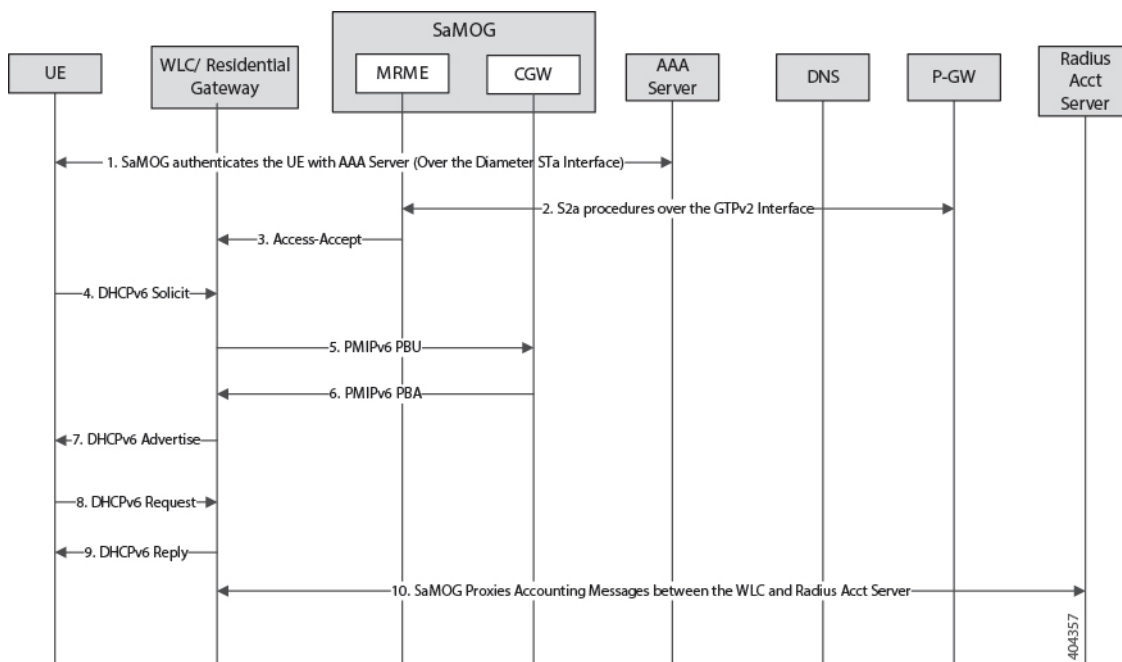 SaMOG
UE
WLC/ Residential
Gateway
MRME
CGW
AAA
Server
DNS
P-GW
Radius
Acct
Server
1. SaMOG authenticates the UE with AAA Server (Over the Diameter STa Interface)
2. S2a procedures over the GTPv2 Interface
3. Access-Accept
4. DHCPv6 Solicit
5. PMIPv6 PBU
6. PMIPv6 PBA
7. DHCPv6 Advertise
8. DHCPv6 Request
9. DHCPv6 Reply
10. SaMOG Proxies Accounting Messages between the WLC and Radius Acct Server
404357